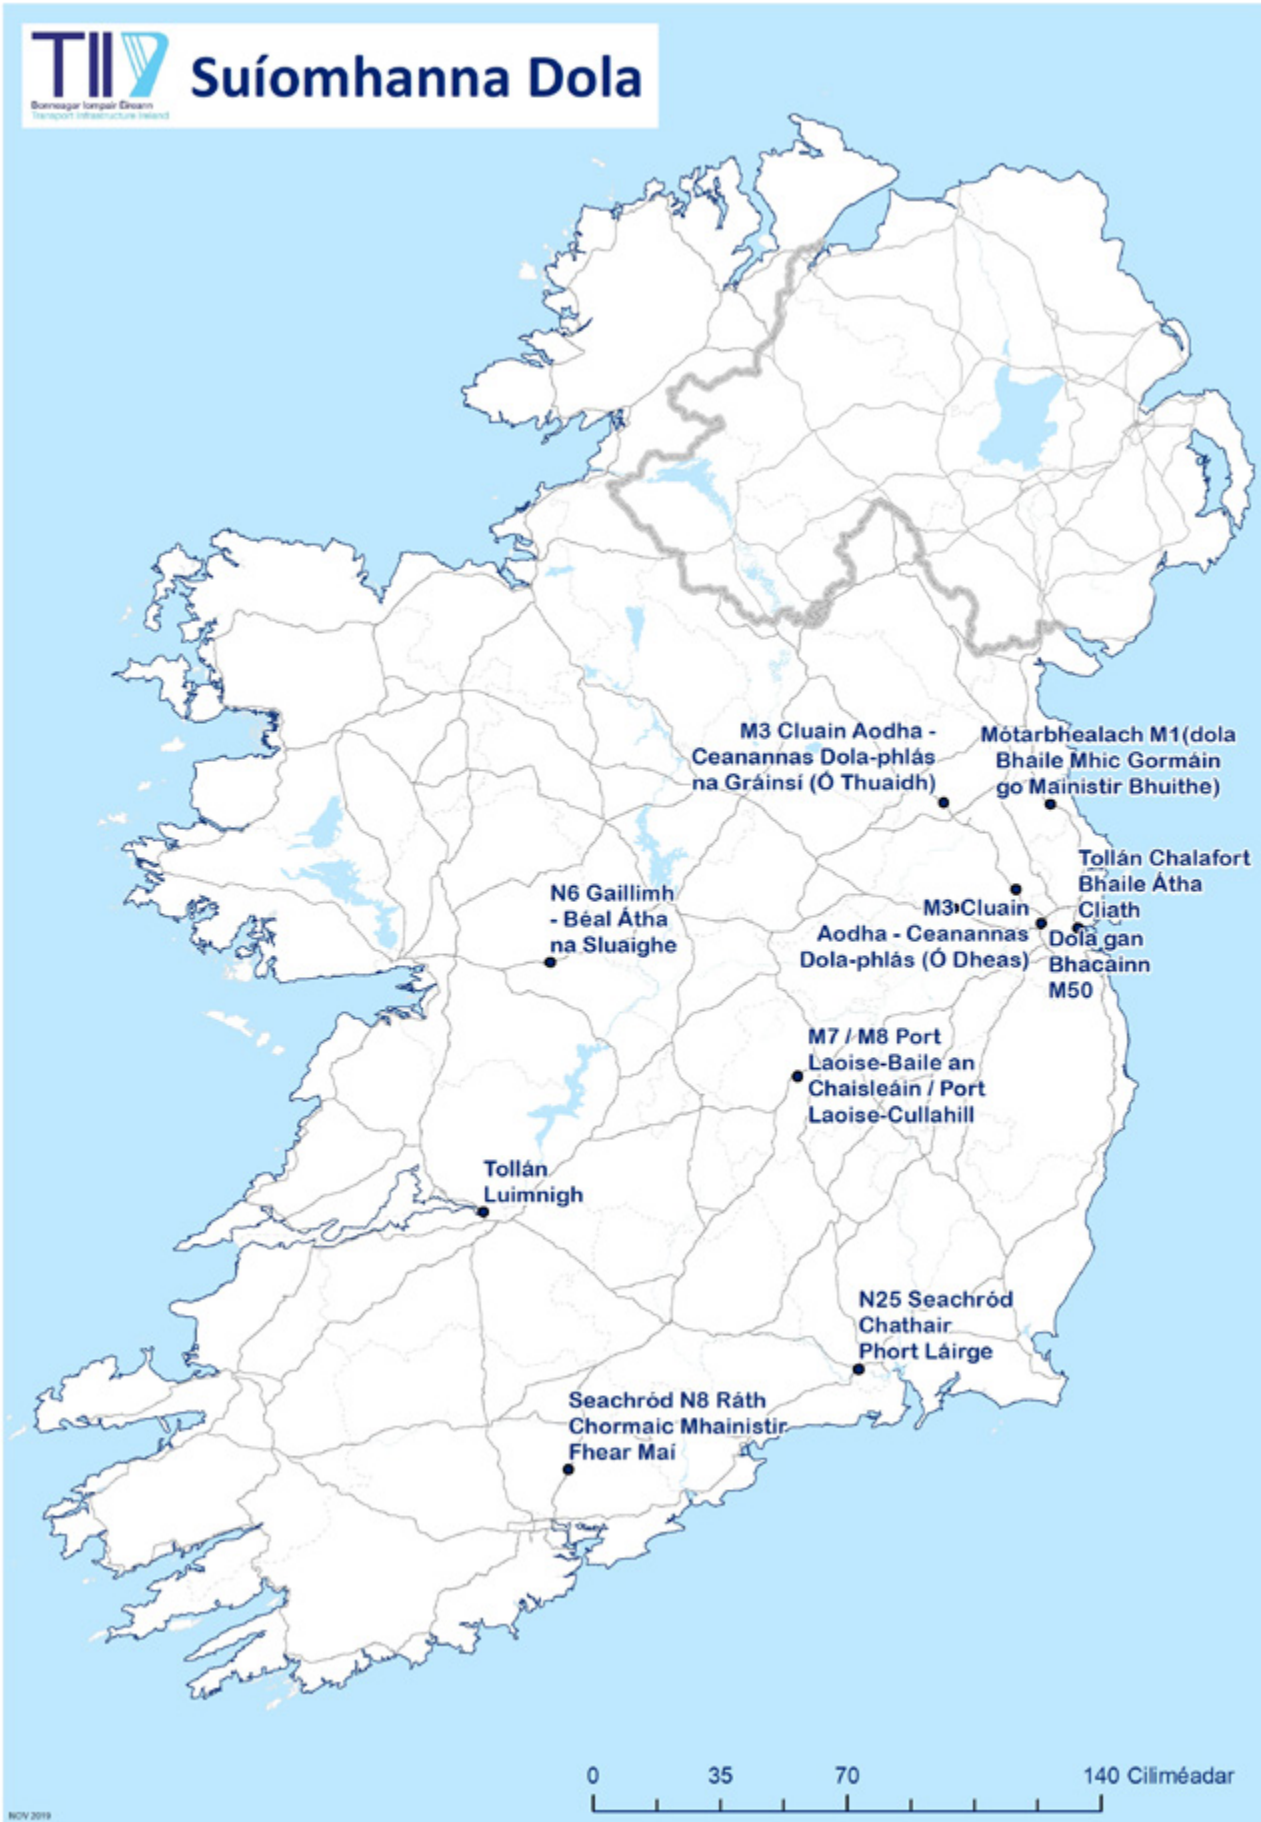 TII
Bonneagar Iompair Éireann
Transport Infrastructure Ireland
Suíomhanna Dola
M3 Cluain Aodha -
Ceanannas Dola-phlás
na Gráinsí (Ó Thuaidh)
Mótarbhealach M1(dola
Bhaile Mhic Gormáin
go Mainistir Bhuithe)
Tollán Chalafort
Bhaile Átha
Cliath
N6 Gaillimh
- Béal Átha
na Sluaighe
M3 Cluain
Aodha - Ceanannas
Dola-phlás (Ó Dheas)
Dola gan
Bhacainn
M50
M7 / M8 Port
Laoise-Baile an
Chaisleáin / Port
Laoise-Cullahill
Tollán
Luimnigh
N25 Seachród
Chathair
Phort Láirge
Seachród N8 Ráth
Chormaic Mhainistir
Fhear Maí
0 35 70 140 Ciliméadar
NOV 2019